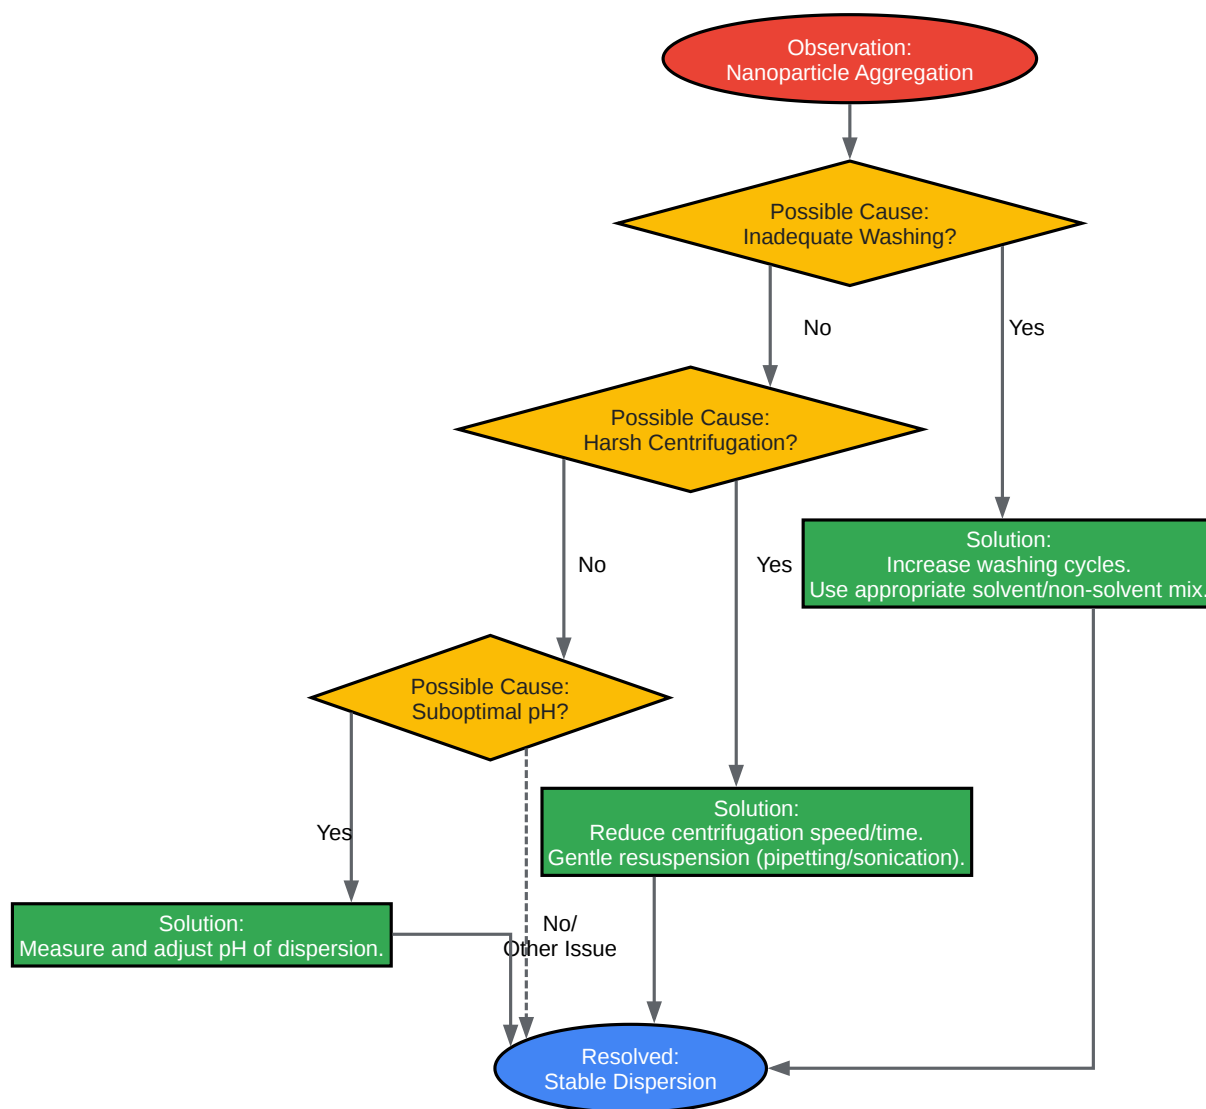 Observation:
Nanoparticle Aggregation
Possible Cause:
Inadequate Washing?
No
Yes
Possible Cause:
Harsh Centrifugation?
No
Yes
Solution:
Increase washing cycles.
Use appropriate solvent/non-solvent mix.
Possible Cause:
Suboptimal pH?
Yes
No/
Other Issue
Solution:
Reduce centrifugation speed/time.
Gentle resuspension (pipetting/sonication).
Solution:
Measure and adjust pH of dispersion.
Resolved:
Stable Dispersion